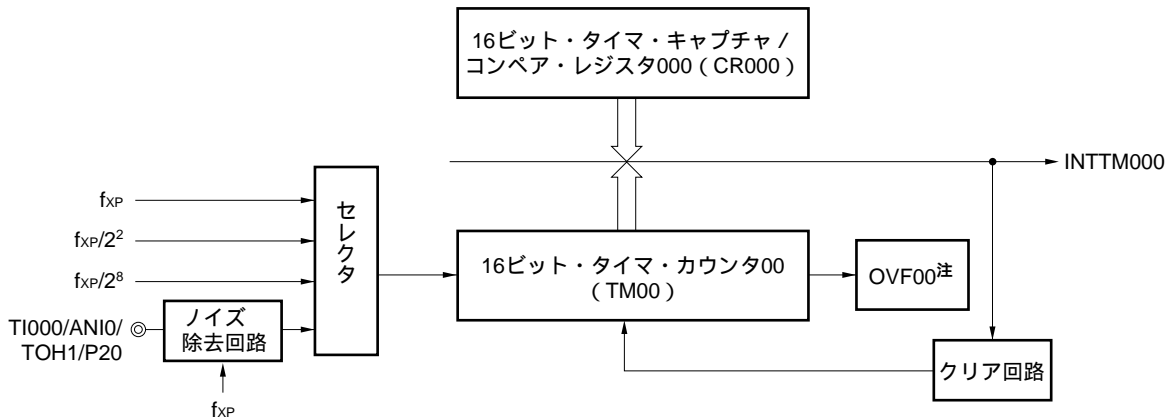 16ビット・タイマ・キャプチャ /
コンペア・レジスタ000 ( CR000 )
INTTM000
セレクタ
fXP
fXP/2²
fXP/2⁸
16ビット・タイマ・カウンタ00
( TM00 )
OVF00注
TI000/ANI0/
TOH1/P20
ノイズ
除去回路
クリア回路
fXP